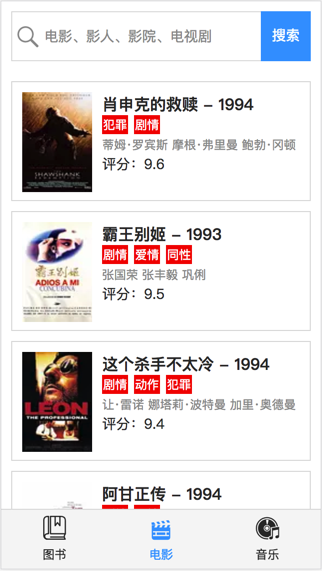 电影、影人、影院、电视剧
搜索
肖申克的救赎 – 1994
犯罪 剧情
蒂姆·罗宾斯 摩根·弗里曼 鲍勃·冈顿
评分：9.6
SHAWSHANK
霸王别姬 – 1993
剧情 爱情 同性
张国荣 张丰毅 巩俐
评分：9.5
霸王别姬
ADIOS A MI
CONCUBINA
这个杀手不太冷 – 1994
剧情 动作 犯罪
让·雷诺 娜塔莉·波特曼 加里·奥德曼
评分：9.4
LEON
THE PROFESSIONAL
阿甘正传 – 1994
图书
电影
音乐